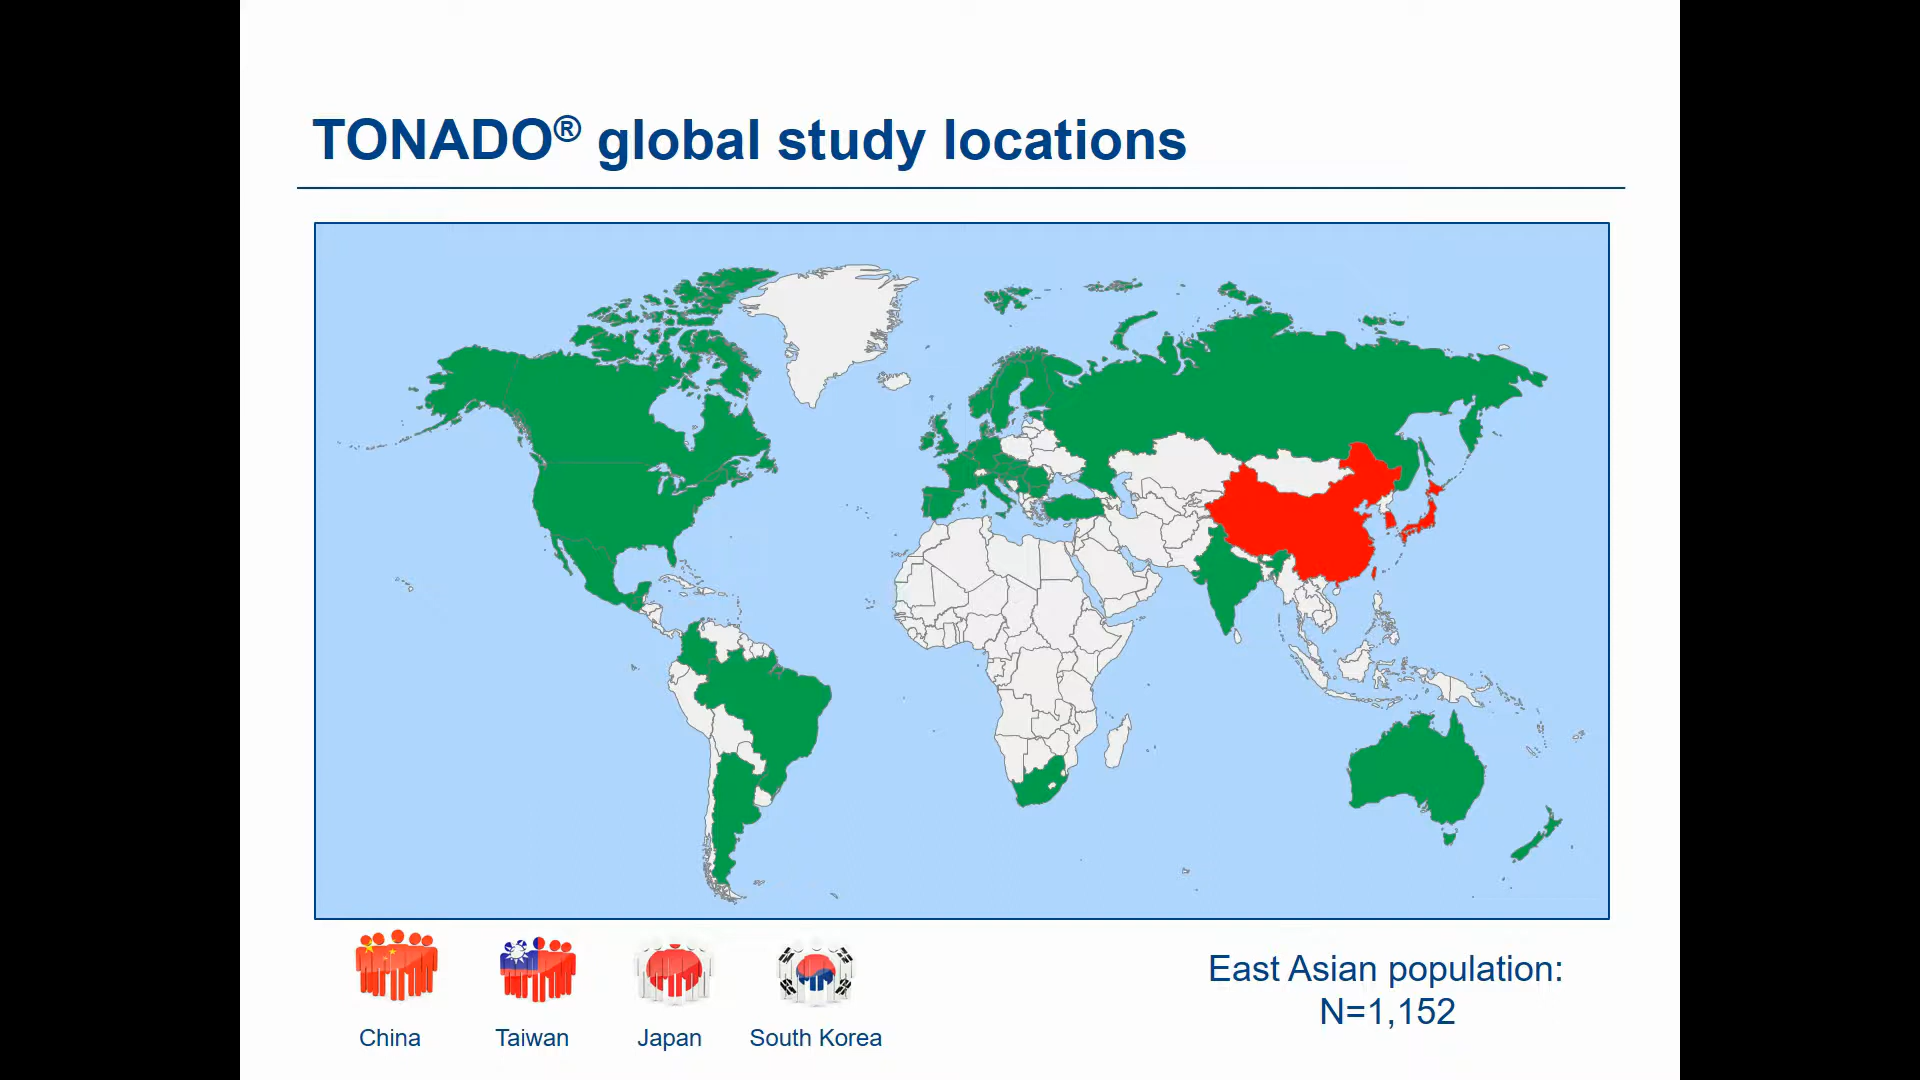 TONADO® global study locations
China
Taiwan
Japan
South Korea
East Asian population:
N=1,152